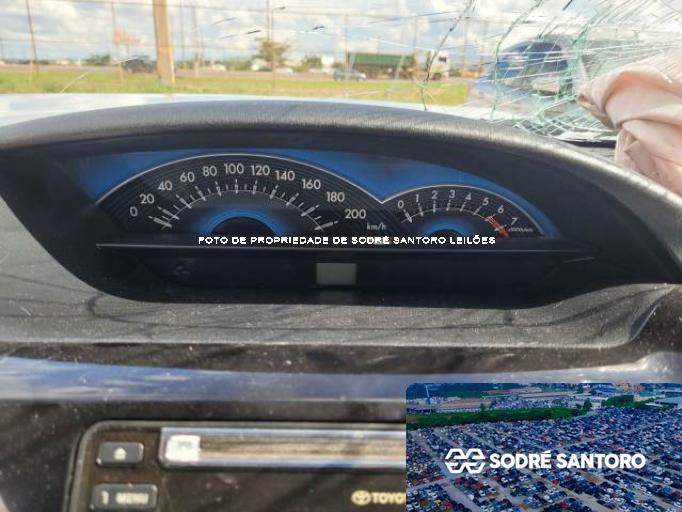 0 20 40 60 80 100 120 140 160 180 200
km/h
0 1 2 3 4 5 6 7
FOTO DE PROPRIEDADE DE SODRÉ SANTORO LEILÕES
MENU
TOYO
SODRÉ SANTORO